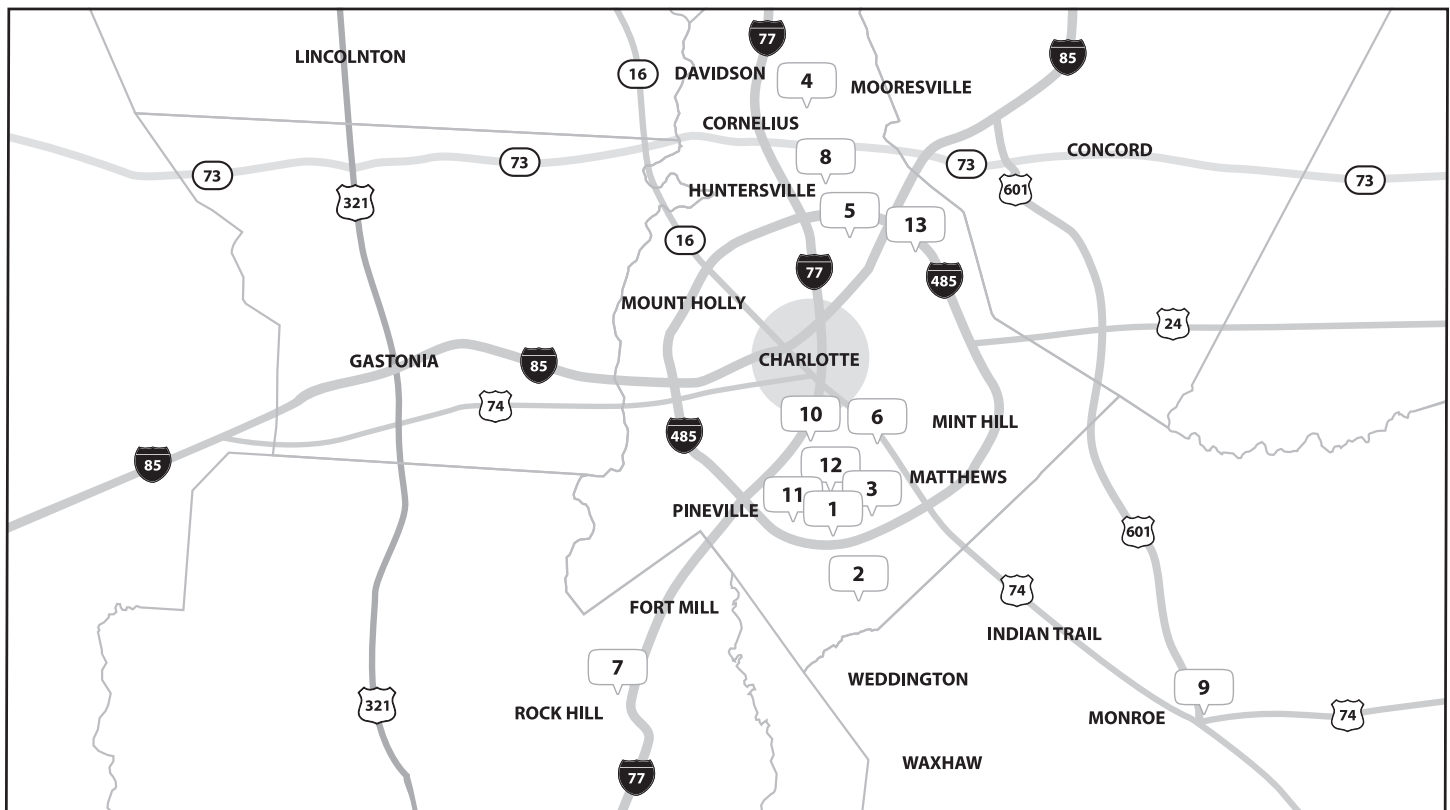 77
85
LINCOLNTON
16
DAVIDSON
4
MOORESVILLE
CORNELIUS
8
73
73
73
CONCORD
73
321
HUNTERSVILLE
601
5
13
16
77
485
MOUNT HOLLY
24
GASTONIA
85
CHARLOTTE
74
10
6
MINT HILL
485
85
12
MATTHEWS
11
3
PINEVILLE
1
601
2
74
FORT MILL
INDIAN TRAIL
7
WEDDINGTON
9
321
ROCK HILL
MONROE
74
WAXHAW
77